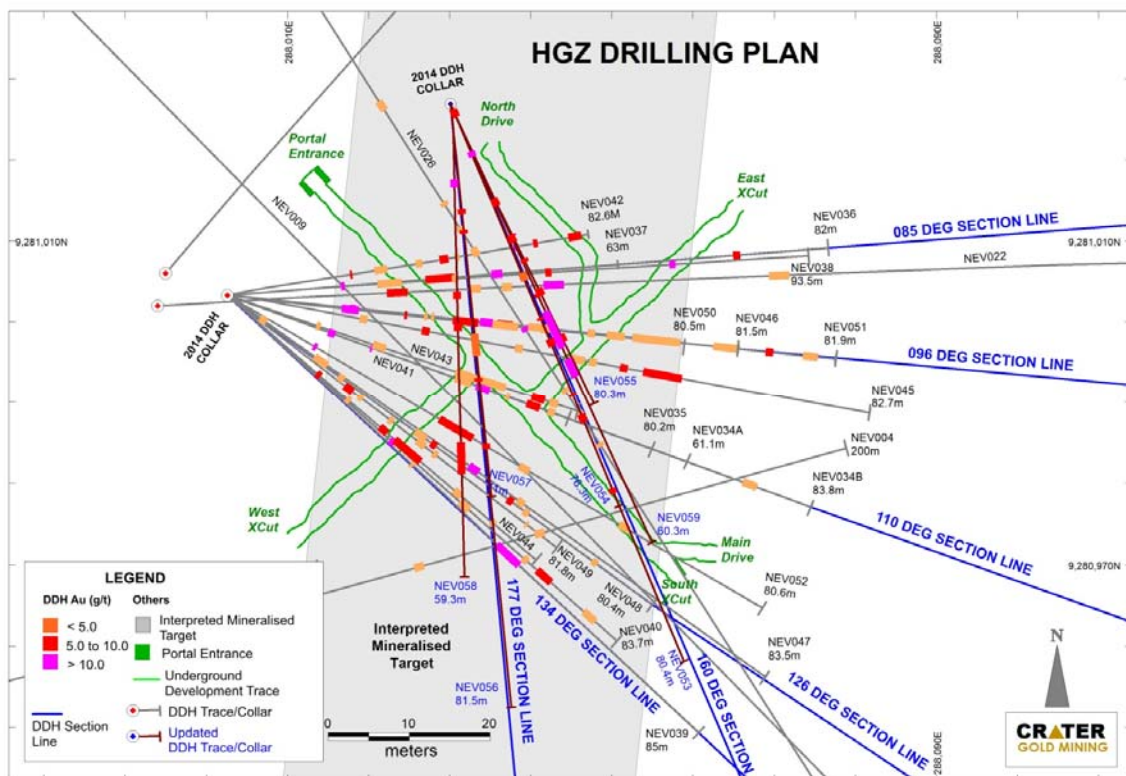 288,010E
288,090E
HGZ DRILLING PLAN
2014 DDH
COLLAR
North
Drive
Portal
Entrance
NEV026
East
XCut
NEV009
NEV042
82.6M
NEV037
63m
NEV036
82m
085 DEG SECTION LINE
9,281,010N
9,281,010N
NEV022
NEV038
93.5m
2014 DDH
COLLAR
NEV050
80.5m
NEV046
81.5m
NEV051
81.9m
096 DEG SECTION LINE
NEV043
NEV041
NEV055
80.3m
NEV045
82.7m
NEV035
80.2m
NEV034A
61.1m
NEV004
200m
NEV034B
83.8m
110 DEG SECTION LINE
NEV057
NEV054
76.3m
West
XCut
NEV059
60.3m
Main
Drive
NEV044
81.8m
NEV049
NEV048
80.4m
South
XCut
NEV052
80.6m
NEV058
59.3m
NEV040
83.7m
9,280,970N
177 DEG SECTION LINE
134 DEG SECTION LINE
160 DEG SECTION LINE
126 DEG SECTION LINE
NEV053
80.4m
NEV047
83.5m
Interpreted
Mineralised
Target
NEV056
81.5m
NEV039
85m
288,090E
LEGEND
DDH Au (g/t)
Others
< 5.0
5.0 to 10.0
> 10.0
Interpreted Mineralised
Target
Portal Entrance
Underground
Development Trace
DDH Section
Line
DDH Trace/Collar
Updated
DDH Trace/Collar
0 10 20
meters
N
CRATER
GOLD MINING